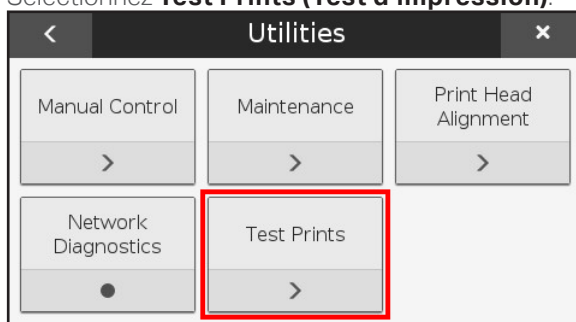 Sélectionnez Test Prints (Test d'impression).
< Utilities ×
Manual Control
Maintenance
Print Head
Alignment
>
>
>
Network
Diagnostics
Test Prints
●
>